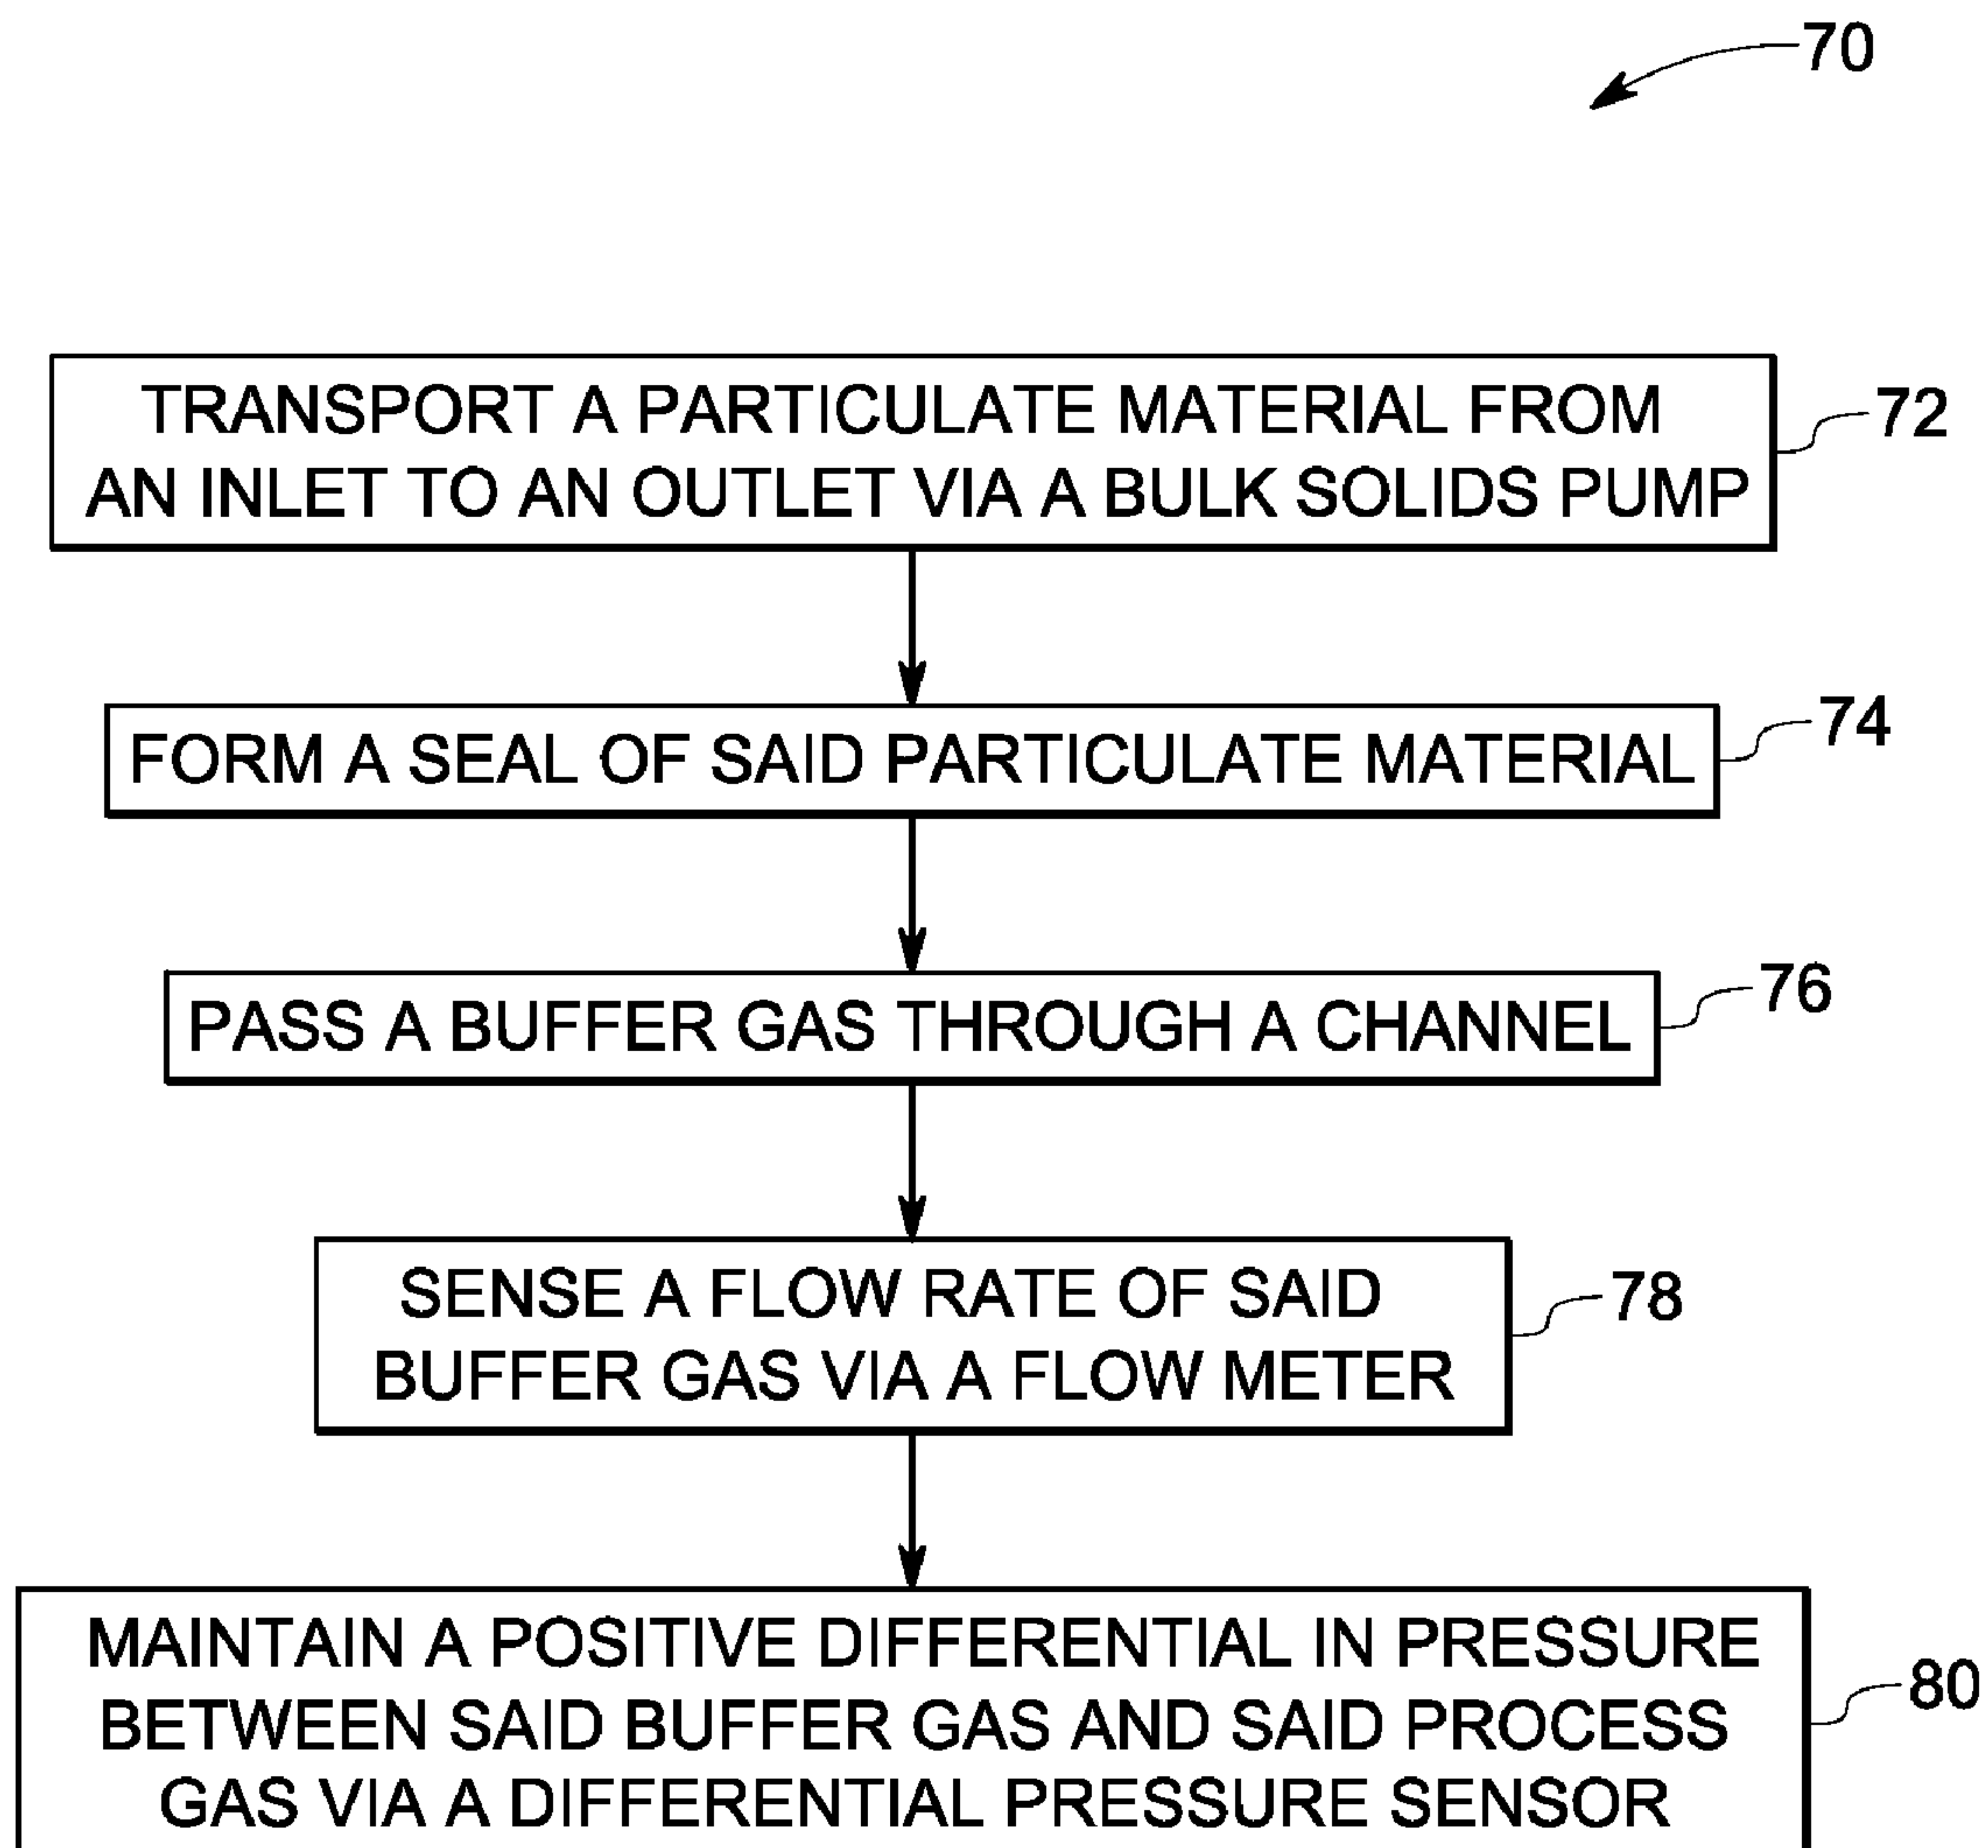 70
TRANSPORT A PARTICULATE MATERIAL FROM
AN INLET TO AN OUTLET VIA A BULK SOLIDS PUMP
72
FORM A SEAL OF SAID PARTICULATE MATERIAL
74
PASS A BUFFER GAS THROUGH A CHANNEL
76
SENSE A FLOW RATE OF SAID
BUFFER GAS VIA A FLOW METER
78
MAINTAIN A POSITIVE DIFFERENTIAL IN PRESSURE
BETWEEN SAID BUFFER GAS AND SAID PROCESS
GAS VIA A DIFFERENTIAL PRESSURE SENSOR
80